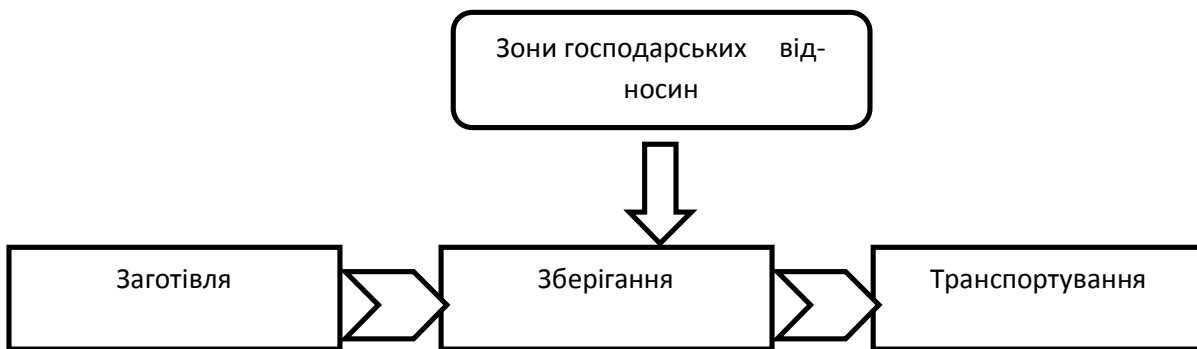 Зони господарських від-
носин
Заготівля
Зберігання
Транспортування